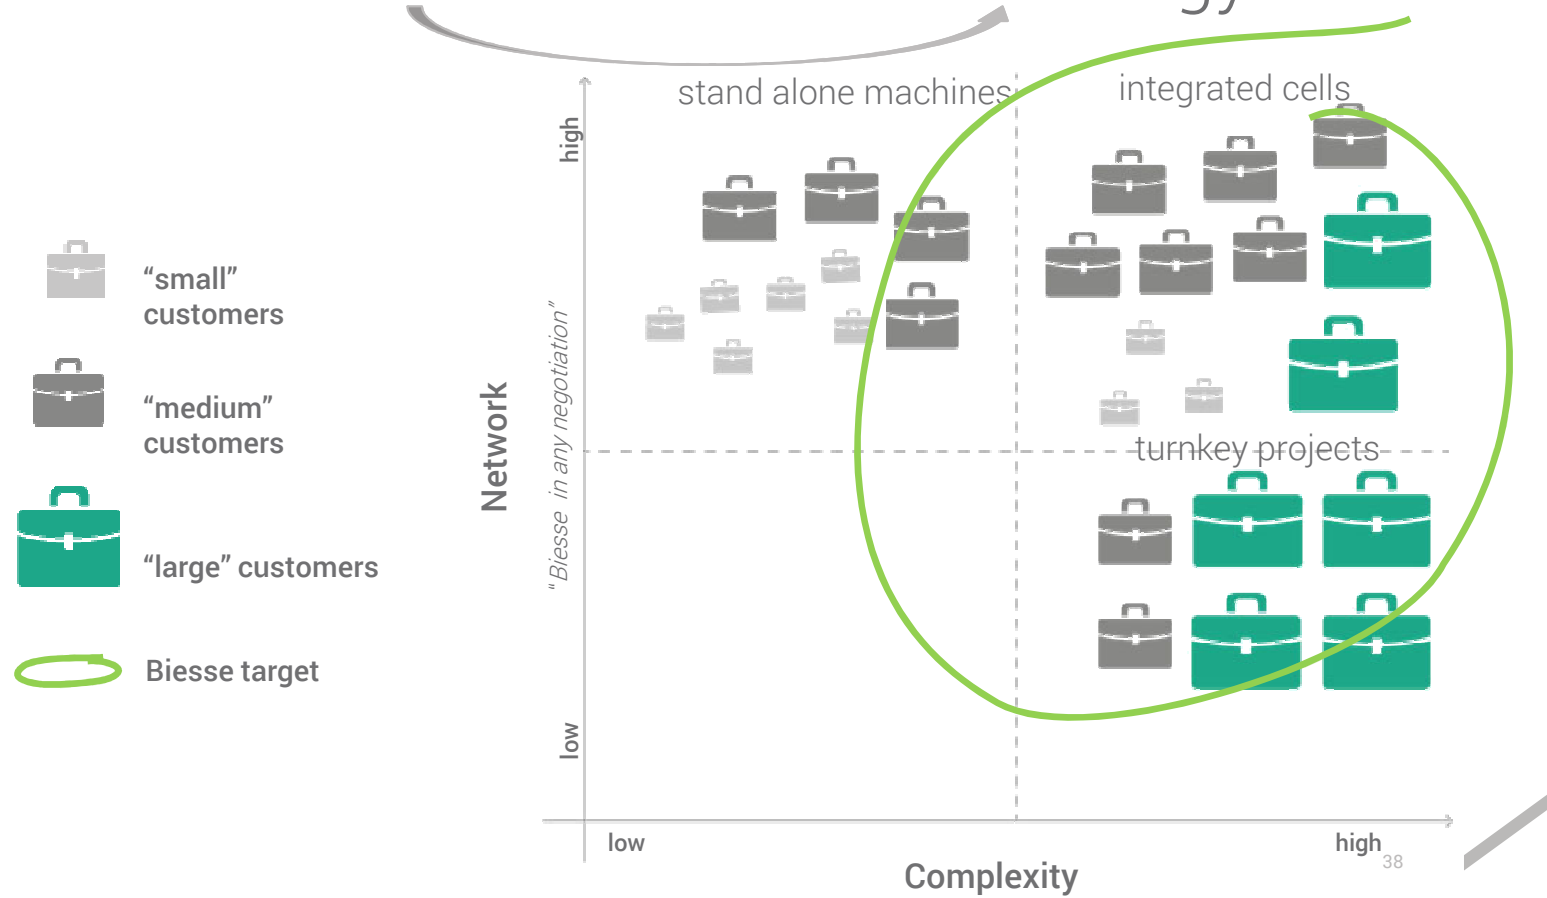 gy
stand alone machines
integrated cells
high
“small”
customers
“medium”
customers
“large” customers
Biesse target
Network
“Biesse in any negotiation”
turnkey projects
low
low
high
38
Complexity